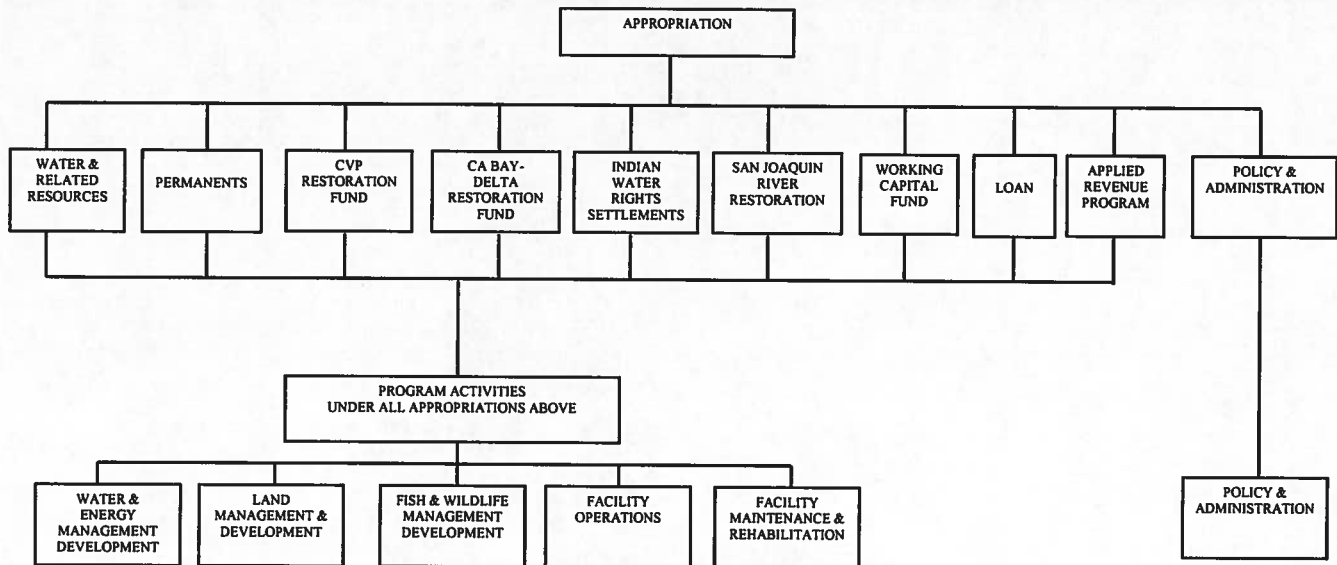 APPROPRIATION
WATER &
RELATED
RESOURCES
PERMANENTS
CVP
RESTORATION
FUND
CA BAY-
DELTA
RESTORATION
FUND
INDIAN
WATER
RIGHTS
SETTLEMENTS
SAN JOAQUIN
RIVER
RESTORATION
WORKING
CAPITAL
FUND
LOAN
APPLIED
REVENUE
PROGRAM
POLICY &
ADMINISTRATION
PROGRAM ACTIVITIES
UNDER ALL APPROPRIATIONS ABOVE
WATER &
ENERGY
MANAGEMENT
DEVELOPMENT
LAND
MANAGEMENT &
DEVELOPMENT
FISH & WILDLIFE
MANAGEMENT
DEVELOPMENT
FACILITY
OPERATIONS
FACILITY
MAINTENANCE &
REHABILITATION
POLICY &
ADMINISTRATION